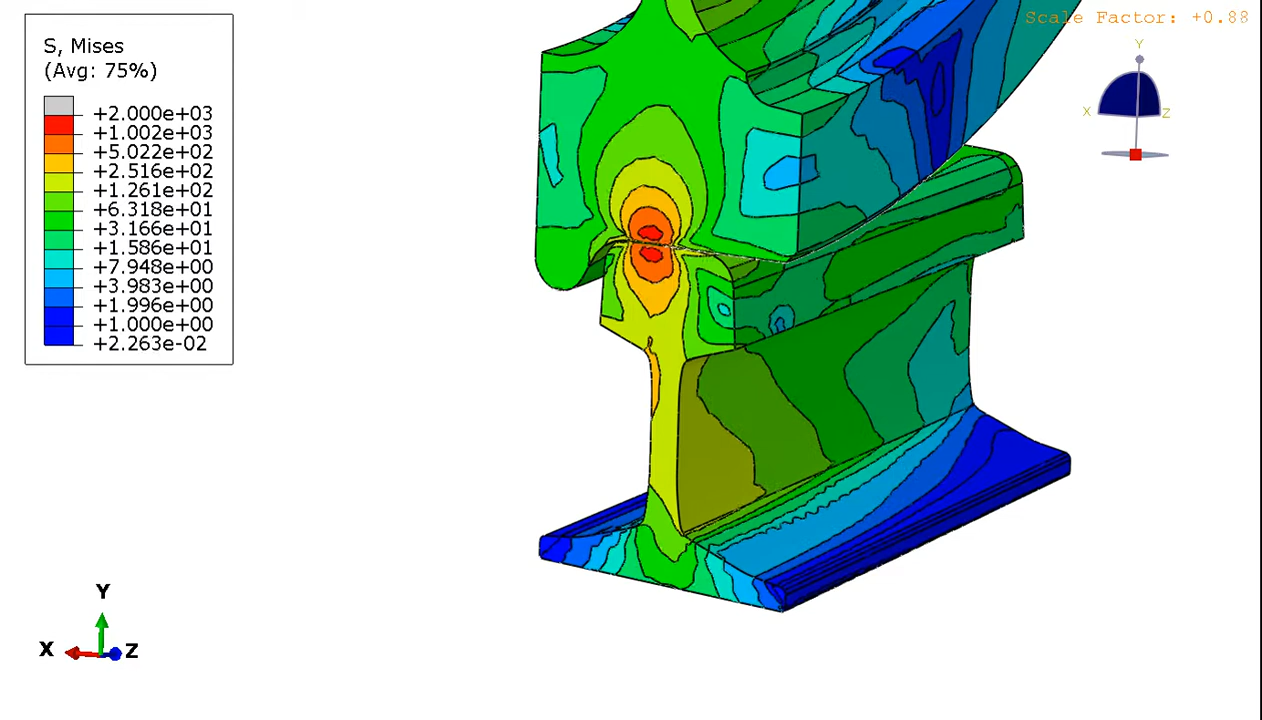 Scale Factor: +0.88
S, Mises
(Avg: 75%)
+2.000e+03
+1.002e+03
+5.022e+02
+2.516e+02
+1.261e+02
+6.318e+01
+3.166e+01
+1.586e+01
+7.948e+00
+3.983e+00
+1.996e+00
+1.000e+00
+2.263e-02
Y
X
Z
Y
X
Z